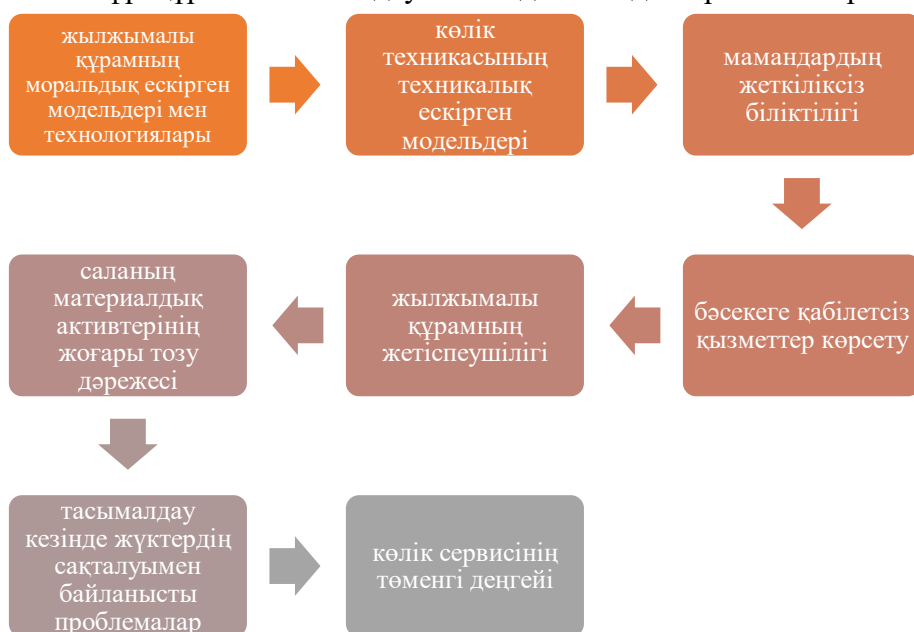 жылжымалы
құрамның
моральдық ескірген
модельдері мен
технологиялары
көлік
техникасының
техникалық
ескірген
модельдері
мамандардың
жеткіліксіз
біліктілігі
бәсекеге қабілетсіз
қызметтер көрсету
жылжымалы
құрамның
жетіспеушілігі
саланың
материалдық
активтерінің
жоғары тозу
дәрежесі
тасымалдау
кезінде жүктердің
сақталуымен
байланысты
проблемалар
көлік сервисінің
төменгі деңгейі